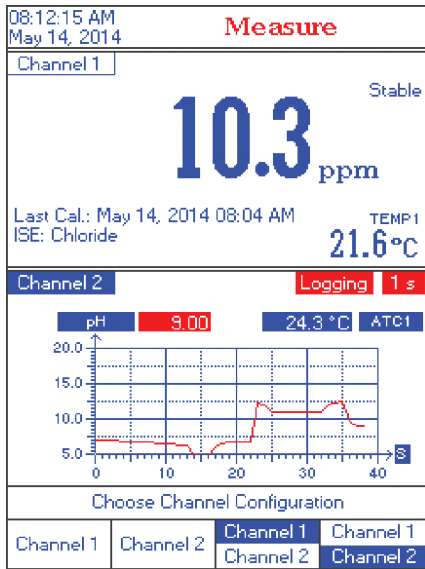 08:12:15 AM
May 14, 2014
Measure
Channel 1
Stable
10.3 ppm
Last Cal.: May 14, 2014 08:04 AM
ISE: Chloride
TEMP1
21.6°C
Channel 2
Logging 1 s
pH 9.00 24.3 °C ATC1
20.0
15.0
10.0
5.0
0 10 20 30 40
S
Choose Channel Configuration
Channel 1
Channel 2
Channel 1
Channel 2
Channel 1
Channel 2